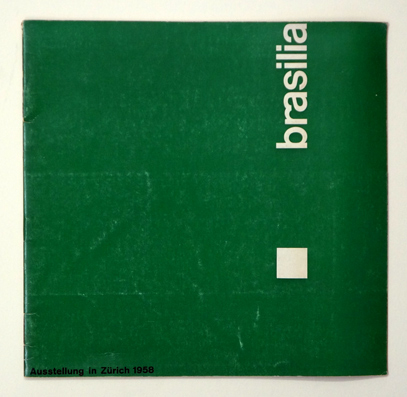 brasilia
Ausstellung in Zürich 1958